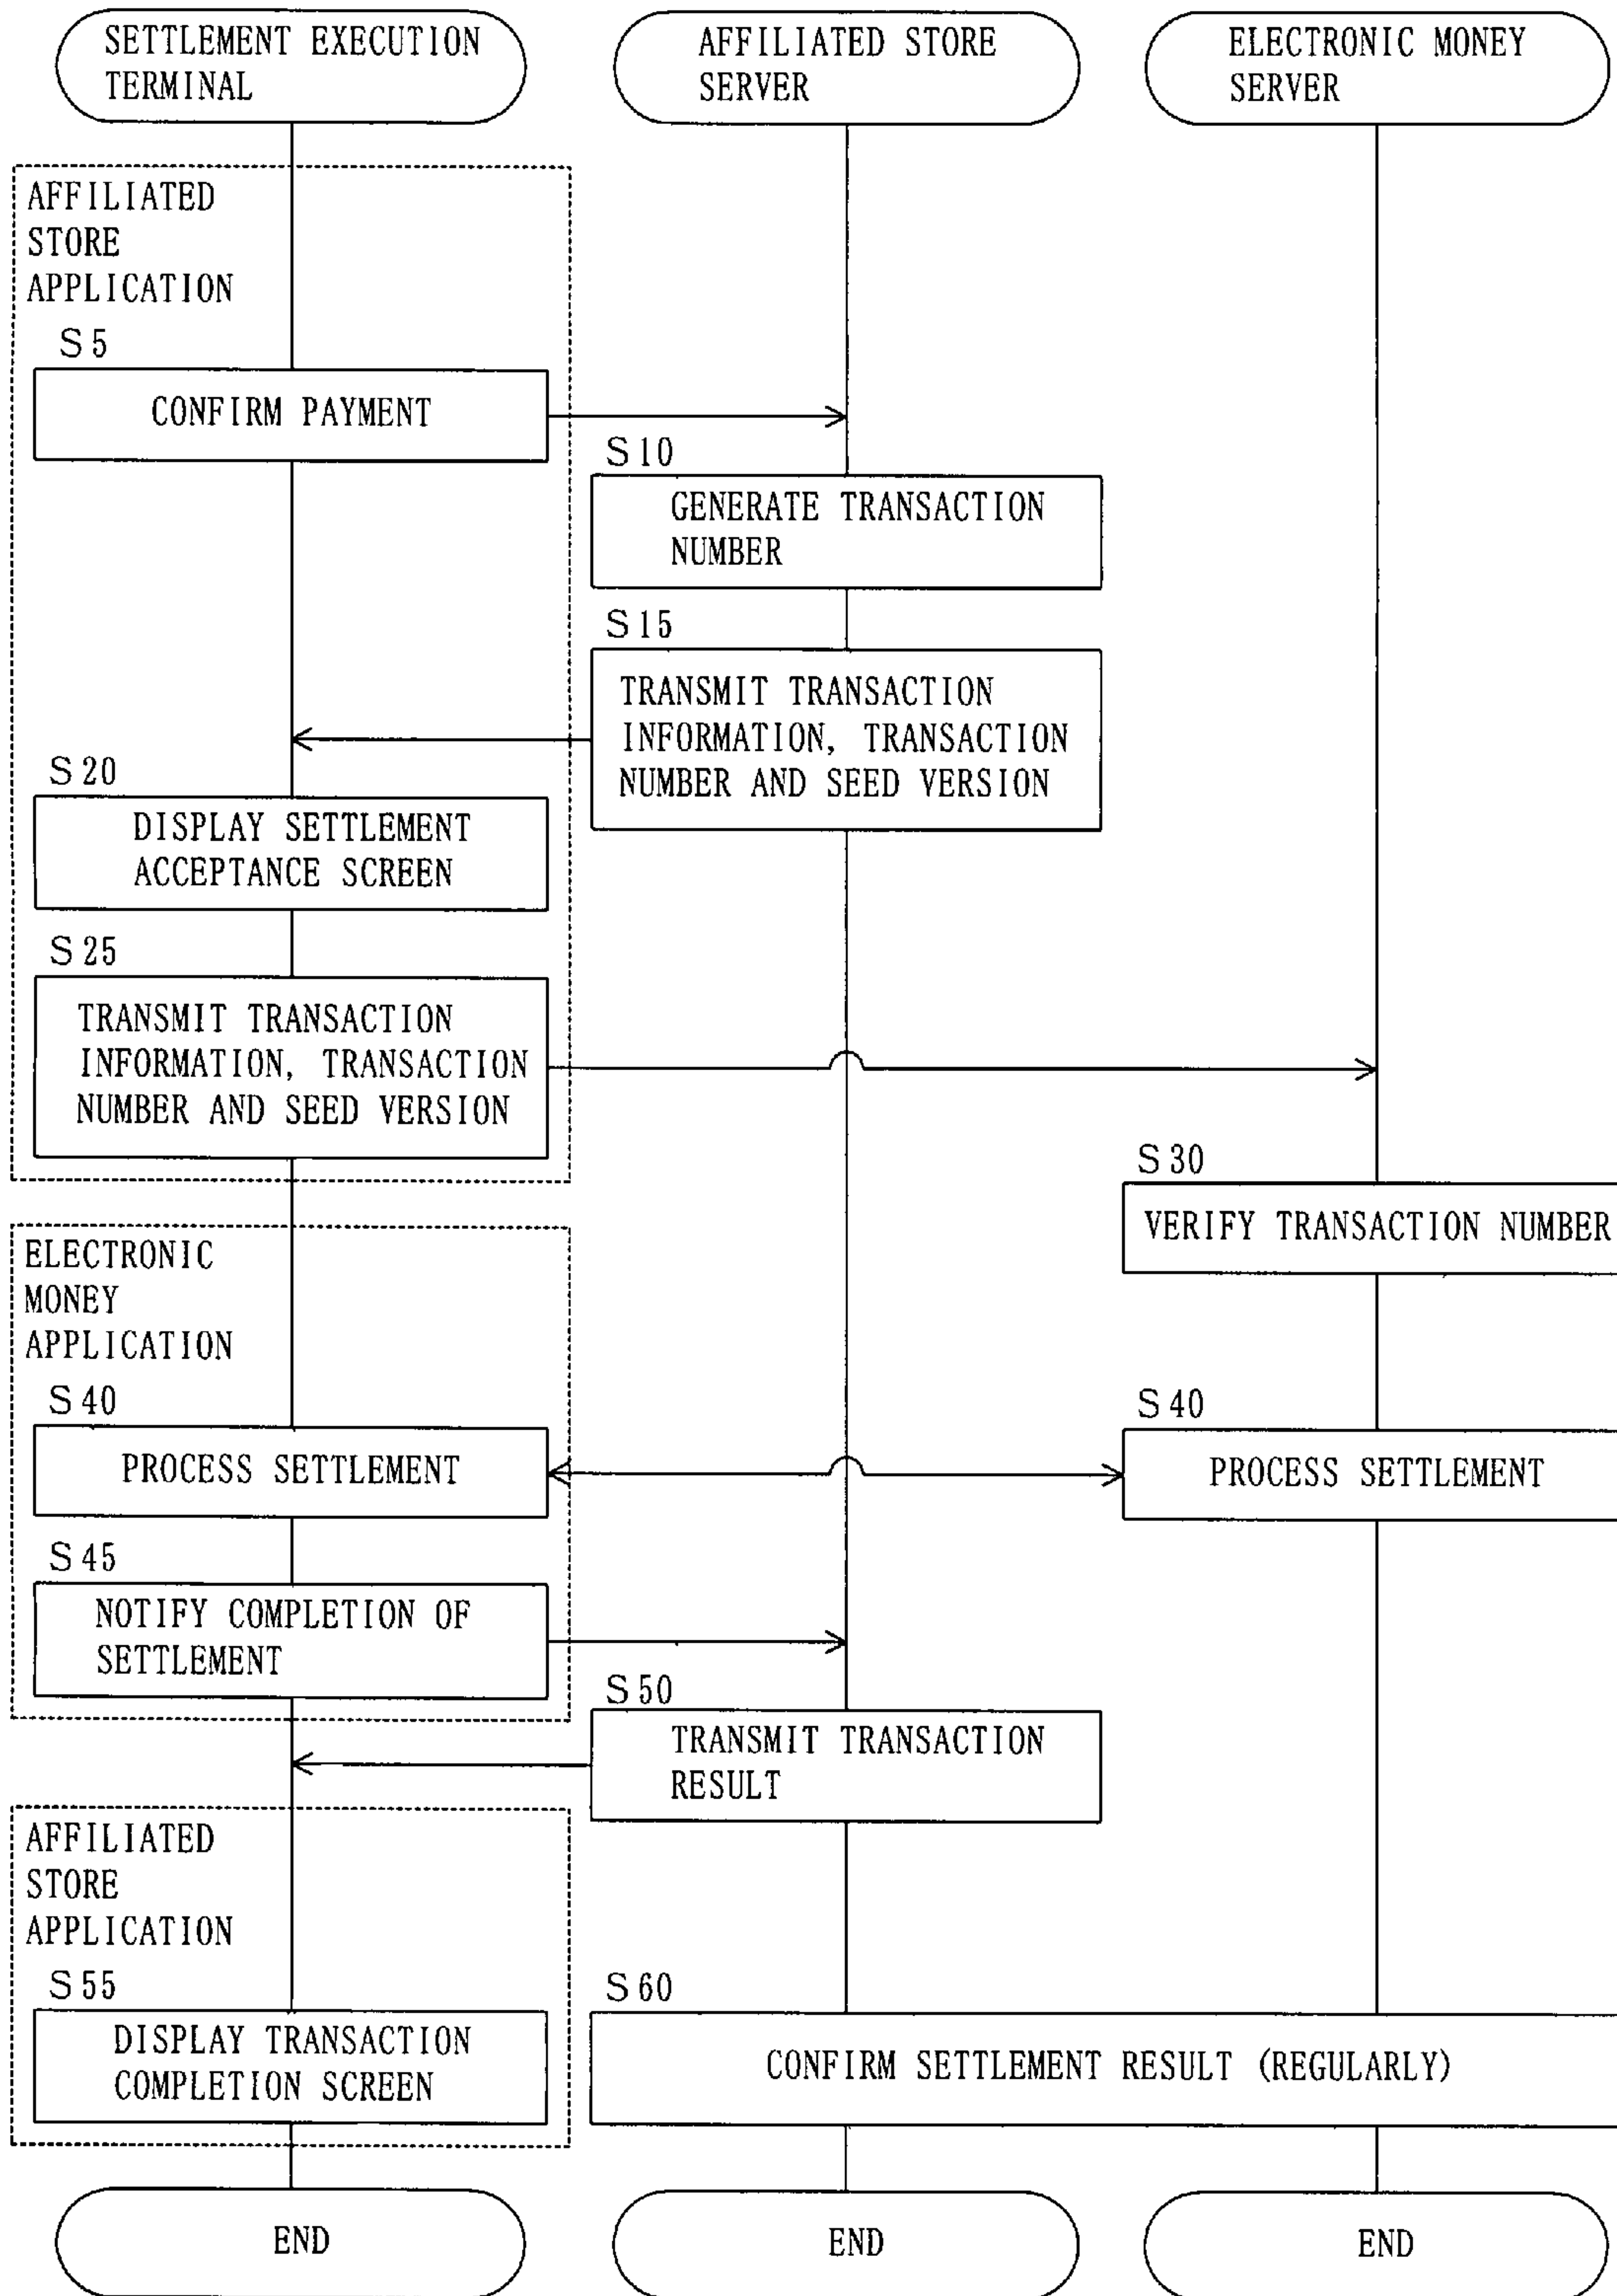 SETTLEMENT EXECUTION
TERMINAL
AFFILIATED STORE
SERVER
ELECTRONIC MONEY
SERVER
AFFILIATED
STORE
APPLICATION
S5
CONFIRM PAYMENT
S10
GENERATE TRANSACTION
NUMBER
S15
TRANSMIT TRANSACTION
INFORMATION, TRANSACTION
NUMBER AND SEED VERSION
S20
DISPLAY SETTLEMENT
ACCEPTANCE SCREEN
S25
TRANSMIT TRANSACTION
INFORMATION, TRANSACTION
NUMBER AND SEED VERSION
S30
VERIFY TRANSACTION NUMBER
ELECTRONIC
MONEY
APPLICATION
S40
PROCESS SETTLEMENT
S40
PROCESS SETTLEMENT
S45
NOTIFY COMPLETION OF
SETTLEMENT
S50
TRANSMIT TRANSACTION
RESULT
AFFILIATED
STORE
APPLICATION
S55
DISPLAY TRANSACTION
COMPLETION SCREEN
S60
CONFIRM SETTLEMENT RESULT (REGULARLY)
END
END
END